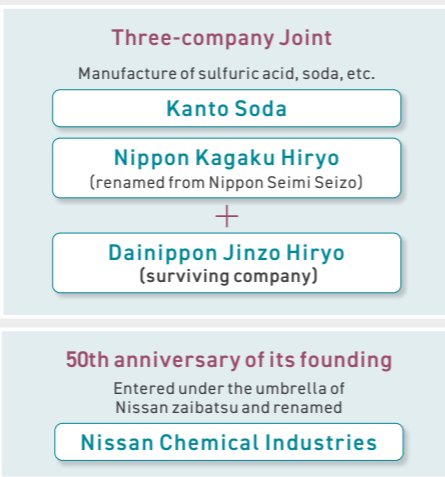 Three-company Joint
Manufacture of sulfuric acid, soda, etc.
Kanto Soda
Nippon Kagaku Hiryo
(renamed from Nippon Seimi Seizo)
+
Dainippon Jinzo Hiryo
(surviving company)
50th anniversary of its founding
Entered under the umbrella of
Nissan zaibatsu and renamed
Nissan Chemical Industries